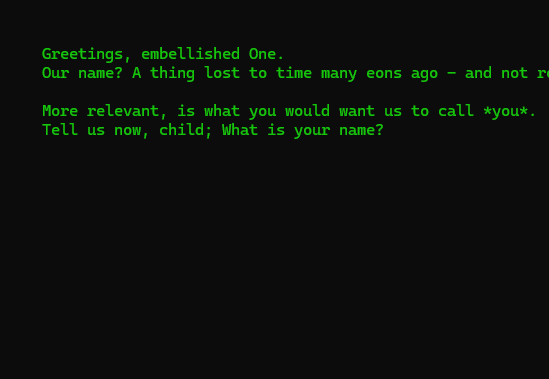 Greetings, embellished One.
Our name? A thing lost to time many eons ago — and not
More relevant, is what you would want us to call *you*.
Tell us now, child; What is your name?